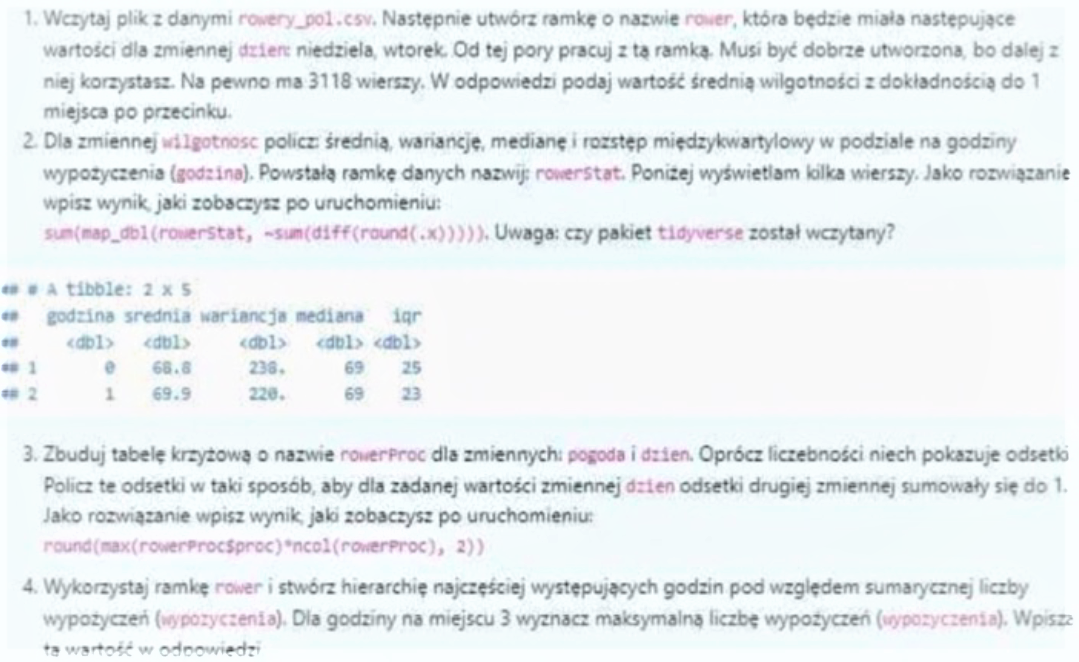 1. Wczytaj plik z danymi rowery_pol.csv. Następnie utwórz ramkę o nazwie rower, która będzie miała następujące
wartości dla zmiennej dzien: niedziela, wtorek. Od tej pory pracuj z tą ramką. Musi być dobrze utworzona, bo dalej z
niej korzystasz. Na pewno ma 3118 wierszy. W odpowiedzi podaj wartość średnią wilgotności z dokładnością do 1
miejsca po przecinku.
2. Dla zmiennej wilgotnosc policz: średnią, wariancję, medianę i rozstęp międzykwartylowy w podziale na godziny
wypożyczenia (godzina). Powstałą ramkę danych nazwij: rowerStat. Poniżej wyświetlam kilka wierszy. Jako rozwiązanie
wpisz wynik, jaki zobaczysz po uruchomieniu:
sum(map_dbl(rowerStat, ~sum(diff(round(.x))))). Uwaga: czy pakiet tidyverse został wczytany?
## # A tibble: 2 x 5
## godzina srednia wariancja mediana iqr
## <dbl> <dbl> <dbl> <dbl> <dbl>
## 1 0 68.8 238. 69 25
## 2 1 69.9 220. 69 23
3. Zbuduj tabelę krzyżową o nazwie rowerProc dla zmiennych: pogoda i dzien. Oprócz liczebności niech pokazuje odsetki
Policz te odsetki w taki sposób, aby dla zadanej wartości zmiennej dzien odsetki drugiej zmiennej sumowały się do 1.
Jako rozwiązanie wpisz wynik, jaki zobaczysz po uruchomieniu:
round(max(rowerProc$proc)*ncol(rowerProc), 2))
4. Wykorzystaj ramkę rower i stwórz hierarchię najczęściej występujących godzin pod względem sumarycznej liczby
wypożyczeń (wypozyczenia). Dla godziny na miejscu 3 wyznacz maksymalną liczbę wypożyczeń (wypozyczenia). Wpisz
tą wartość w odpowiedzi